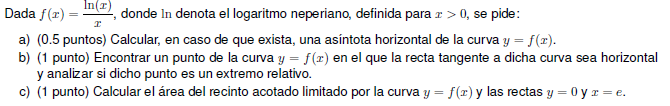 Dada f(x) = ln(x)/x, donde ln denota el logaritmo neperiano, definida para x > 0, se pide:
a) (0.5 puntos) Calcular, en caso de que exista, una asíntota horizontal de la curva y = f(x).
b) (1 punto) Encontrar un punto de la curva y = f(x) en el que la recta tangente a dicha curva sea horizontal
y analizar si dicho punto es un extremo relativo.
c) (1 punto) Calcular el área del recinto acotado limitado por la curva y = f(x) y las rectas y = 0 y x = e.